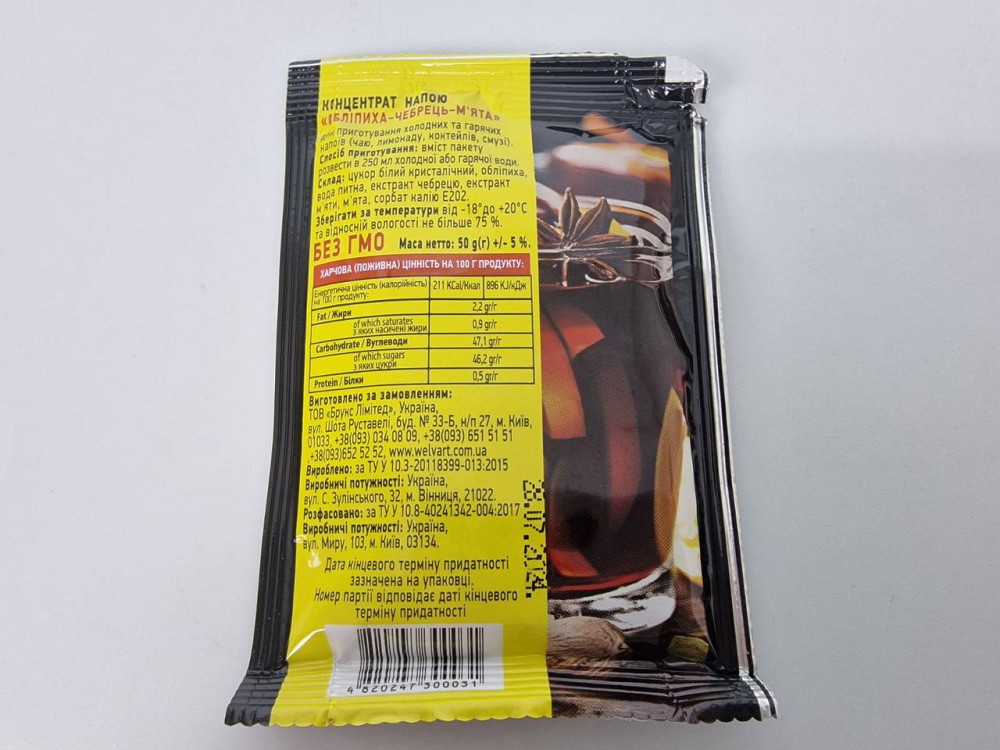 КОНЦЕНТРАТ НАПОЮ
«ОБЛІПИХА-ЧЕБРЕЦЬ-М'ЯТА»
Для приготування холодних та гарячих
напоїв (чаю, лимонаду, коктейлів, смузі).
Спосіб приготування: вміст пакету
розвести в 250 мл холодної або гарячої води.
Склад: цукор білий кристалічний, обліпиха,
вода питна, екстракт чебрецю, екстракт
м'яти, м'ята, сорбат калію Е202.
Зберігати за температури від -18° до +20°С
та відносній вологості не більше 75 %.
БЕЗ ГМО Маса нетто: 50 g(г) +/- 5 %.
ХАРЧОВА (ПОЖИВНА) ЦІННІСТЬ НА 100 Г ПРОДУКТУ:
Енергетична цінність (калорійність) 211 KCal/Ккал 896 KJ/кДж
на 100 г продукту:
Fat / Жири 2,2 gr/г
of which saturates
з яких насичені жири 0,9 gr/г
Carbohydrate / Вуглеводи 47,1 gr/г
of which sugars
з яких цукри 46,2 gr/г
Protein / Білки 0,5 gr/г
Виготовлено за замовленням:
ТОВ «Брукс Лімітед», Україна,
вул. Шота Руставелі, буд. № 33-Б, н/п 27, м. Київ,
01033, +38(093) 034 08 09, +38(093) 651 51 51
,+38(093)652 52 52, www.welvart.com.ua
Вироблено: за ТУ У 10.3-20118399-013:2015
Виробничі потужності: Україна,
вул. С. Зулінського, 32, м. Вінниця, 21022.
Розфасовано: за ТУ У 10.8-40241342-004:2017
Виробничі потужності: Україна,
вул. Миру, 103, м. Київ, 03134.
Дата кінцевого терміну придатності
зазначена на упаковці.
Номер партії відповідає даті кінцевого
терміну придатності
4 820247 300031